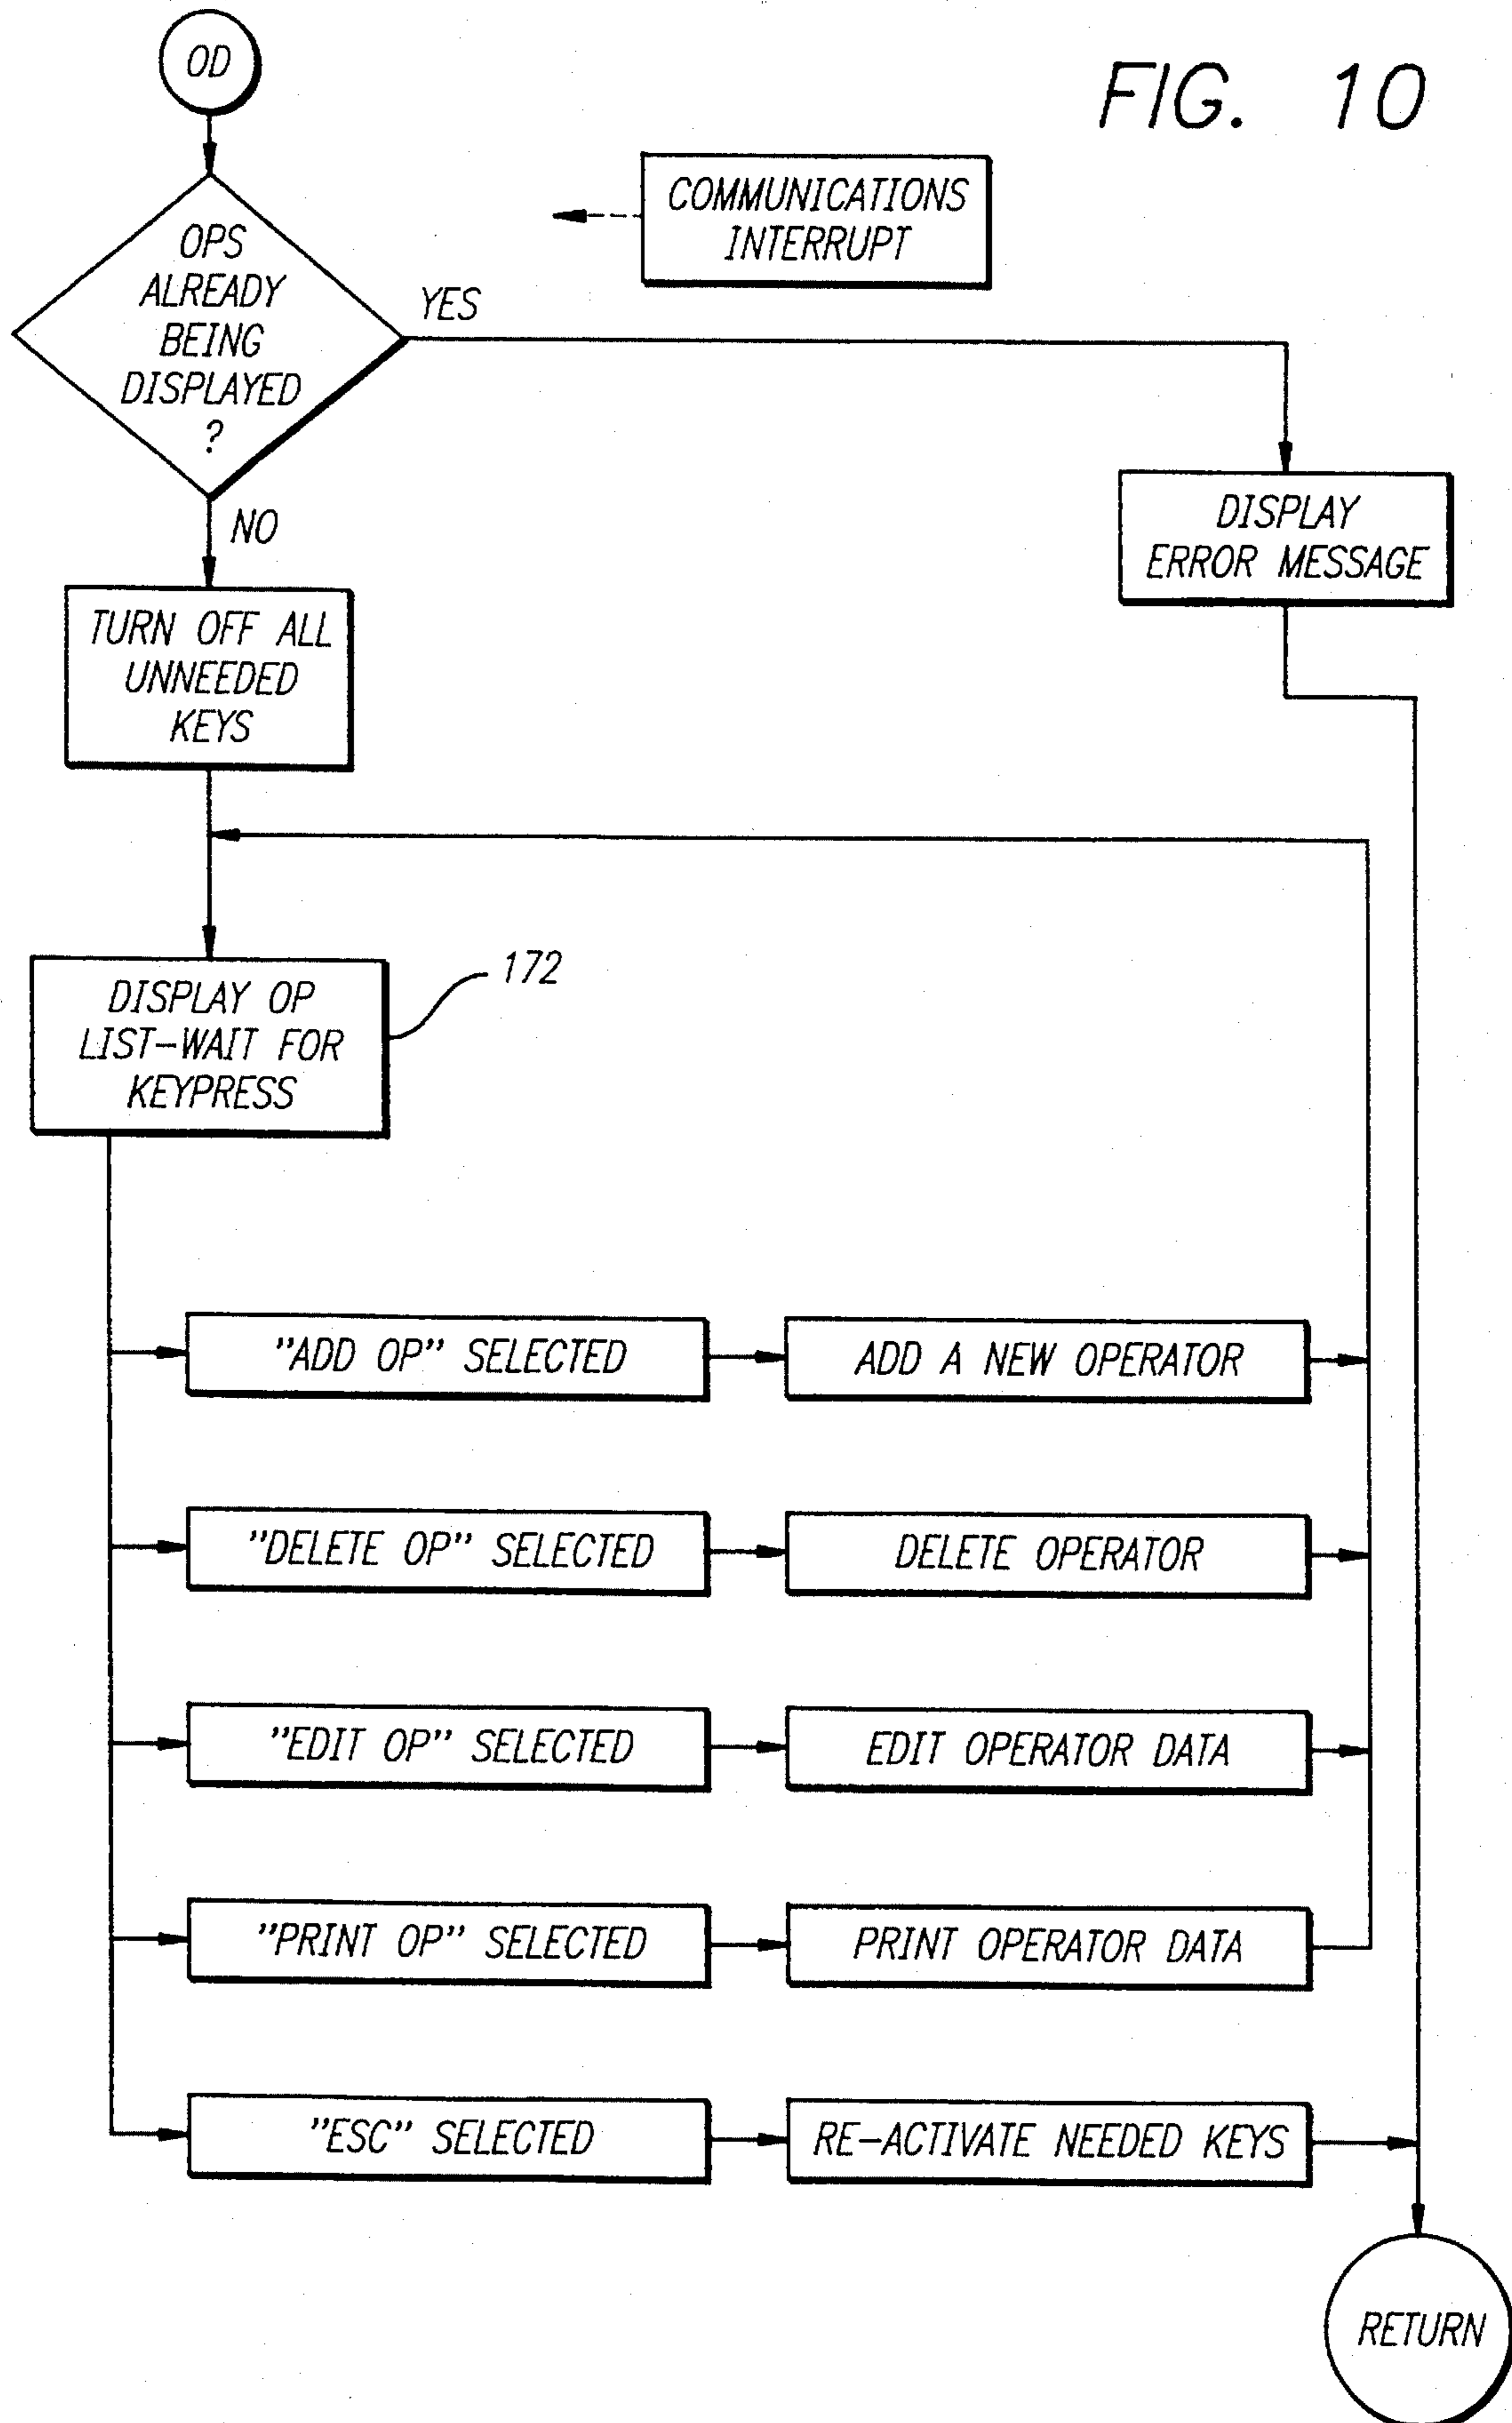 OD
FIG. 10
COMMUNICATIONS
INTERRUPT
OPS
ALREADY
BEING
DISPLAYED
?
YES
NO
DISPLAY
ERROR MESSAGE
TURN OFF ALL
UNNEEDED
KEYS
DISPLAY OP
LIST-WAIT FOR
KEYPRESS
172
"ADD OP" SELECTED
ADD A NEW OPERATOR
"DELETE OP" SELECTED
DELETE OPERATOR
"EDIT OP" SELECTED
EDIT OPERATOR DATA
"PRINT OP" SELECTED
PRINT OPERATOR DATA
"ESC" SELECTED
RE-ACTIVATE NEEDED KEYS
RETURN